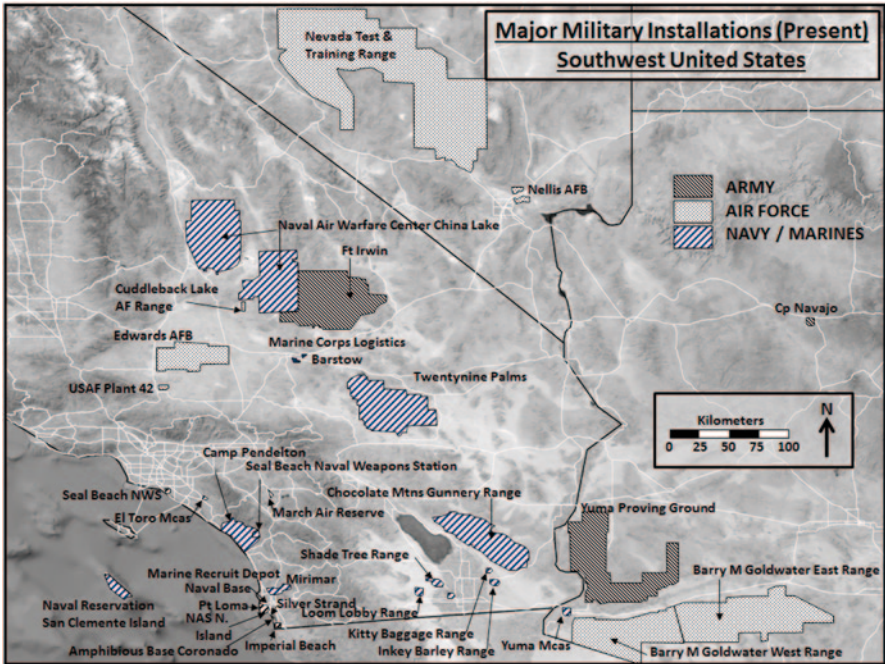 Nevada Test &
Training Range
Major Military Installations (Present)
Southwest United States
Nellis AFB
ARMY
AIR FORCE
NAVY / MARINES
Naval Air Warfare Center China Lake
Ft Irwin
Cuddleback Lake
AF Range
Cp Navajo
Edwards AFB
Marine Corps Logistics
Barstow
USAF Plant 42
Twentynine Palms
Kilometers
0 25 50 75 100
N
Camp Pendelton
Seal Beach Naval Weapons Station
Seal Beach NWS
Chocolate Mtns Gunnery Range
March Air Reserve
El Toro Mcas
Yuma Proving Ground
Shade Tree Range
Barry M Goldwater East Range
Marine Recruit Depot
Mirimar
Naval Base
Naval Reservation
San Clemente Island
Pt Loma
Silver Strand
NAS N.
Island
Loom Lobby Range
Amphibious Base Coronado
Imperial Beach
Kitty Baggage Range
Inkey Barley Range
Yuma Mcas
Barry M Goldwater West Range